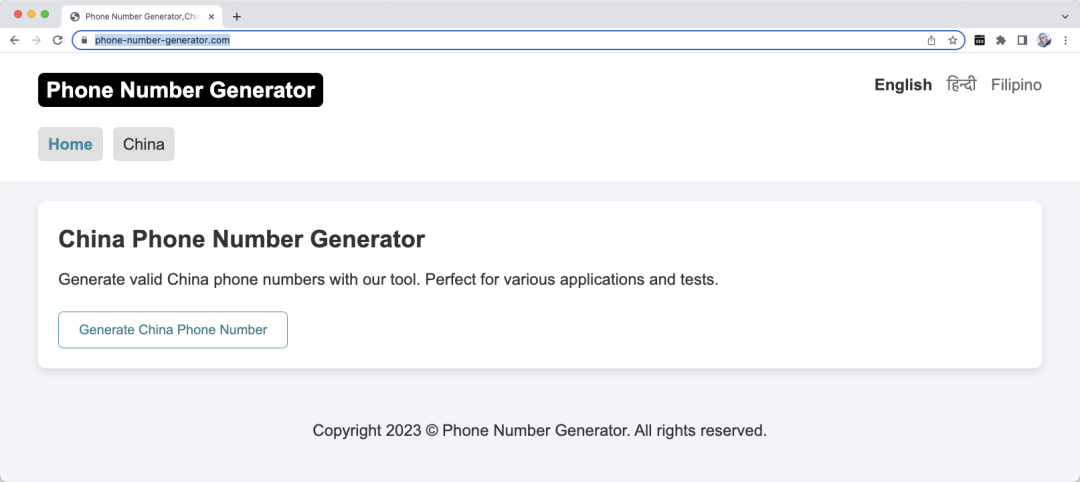 Phone Number Generator,Chi
phone-number-generator.com
Phone Number Generator
English हिन्दी Filipino
Home China
China Phone Number Generator
Generate valid China phone numbers with our tool. Perfect for various applications and tests.
Generate China Phone Number
Copyright 2023 © Phone Number Generator. All rights reserved.